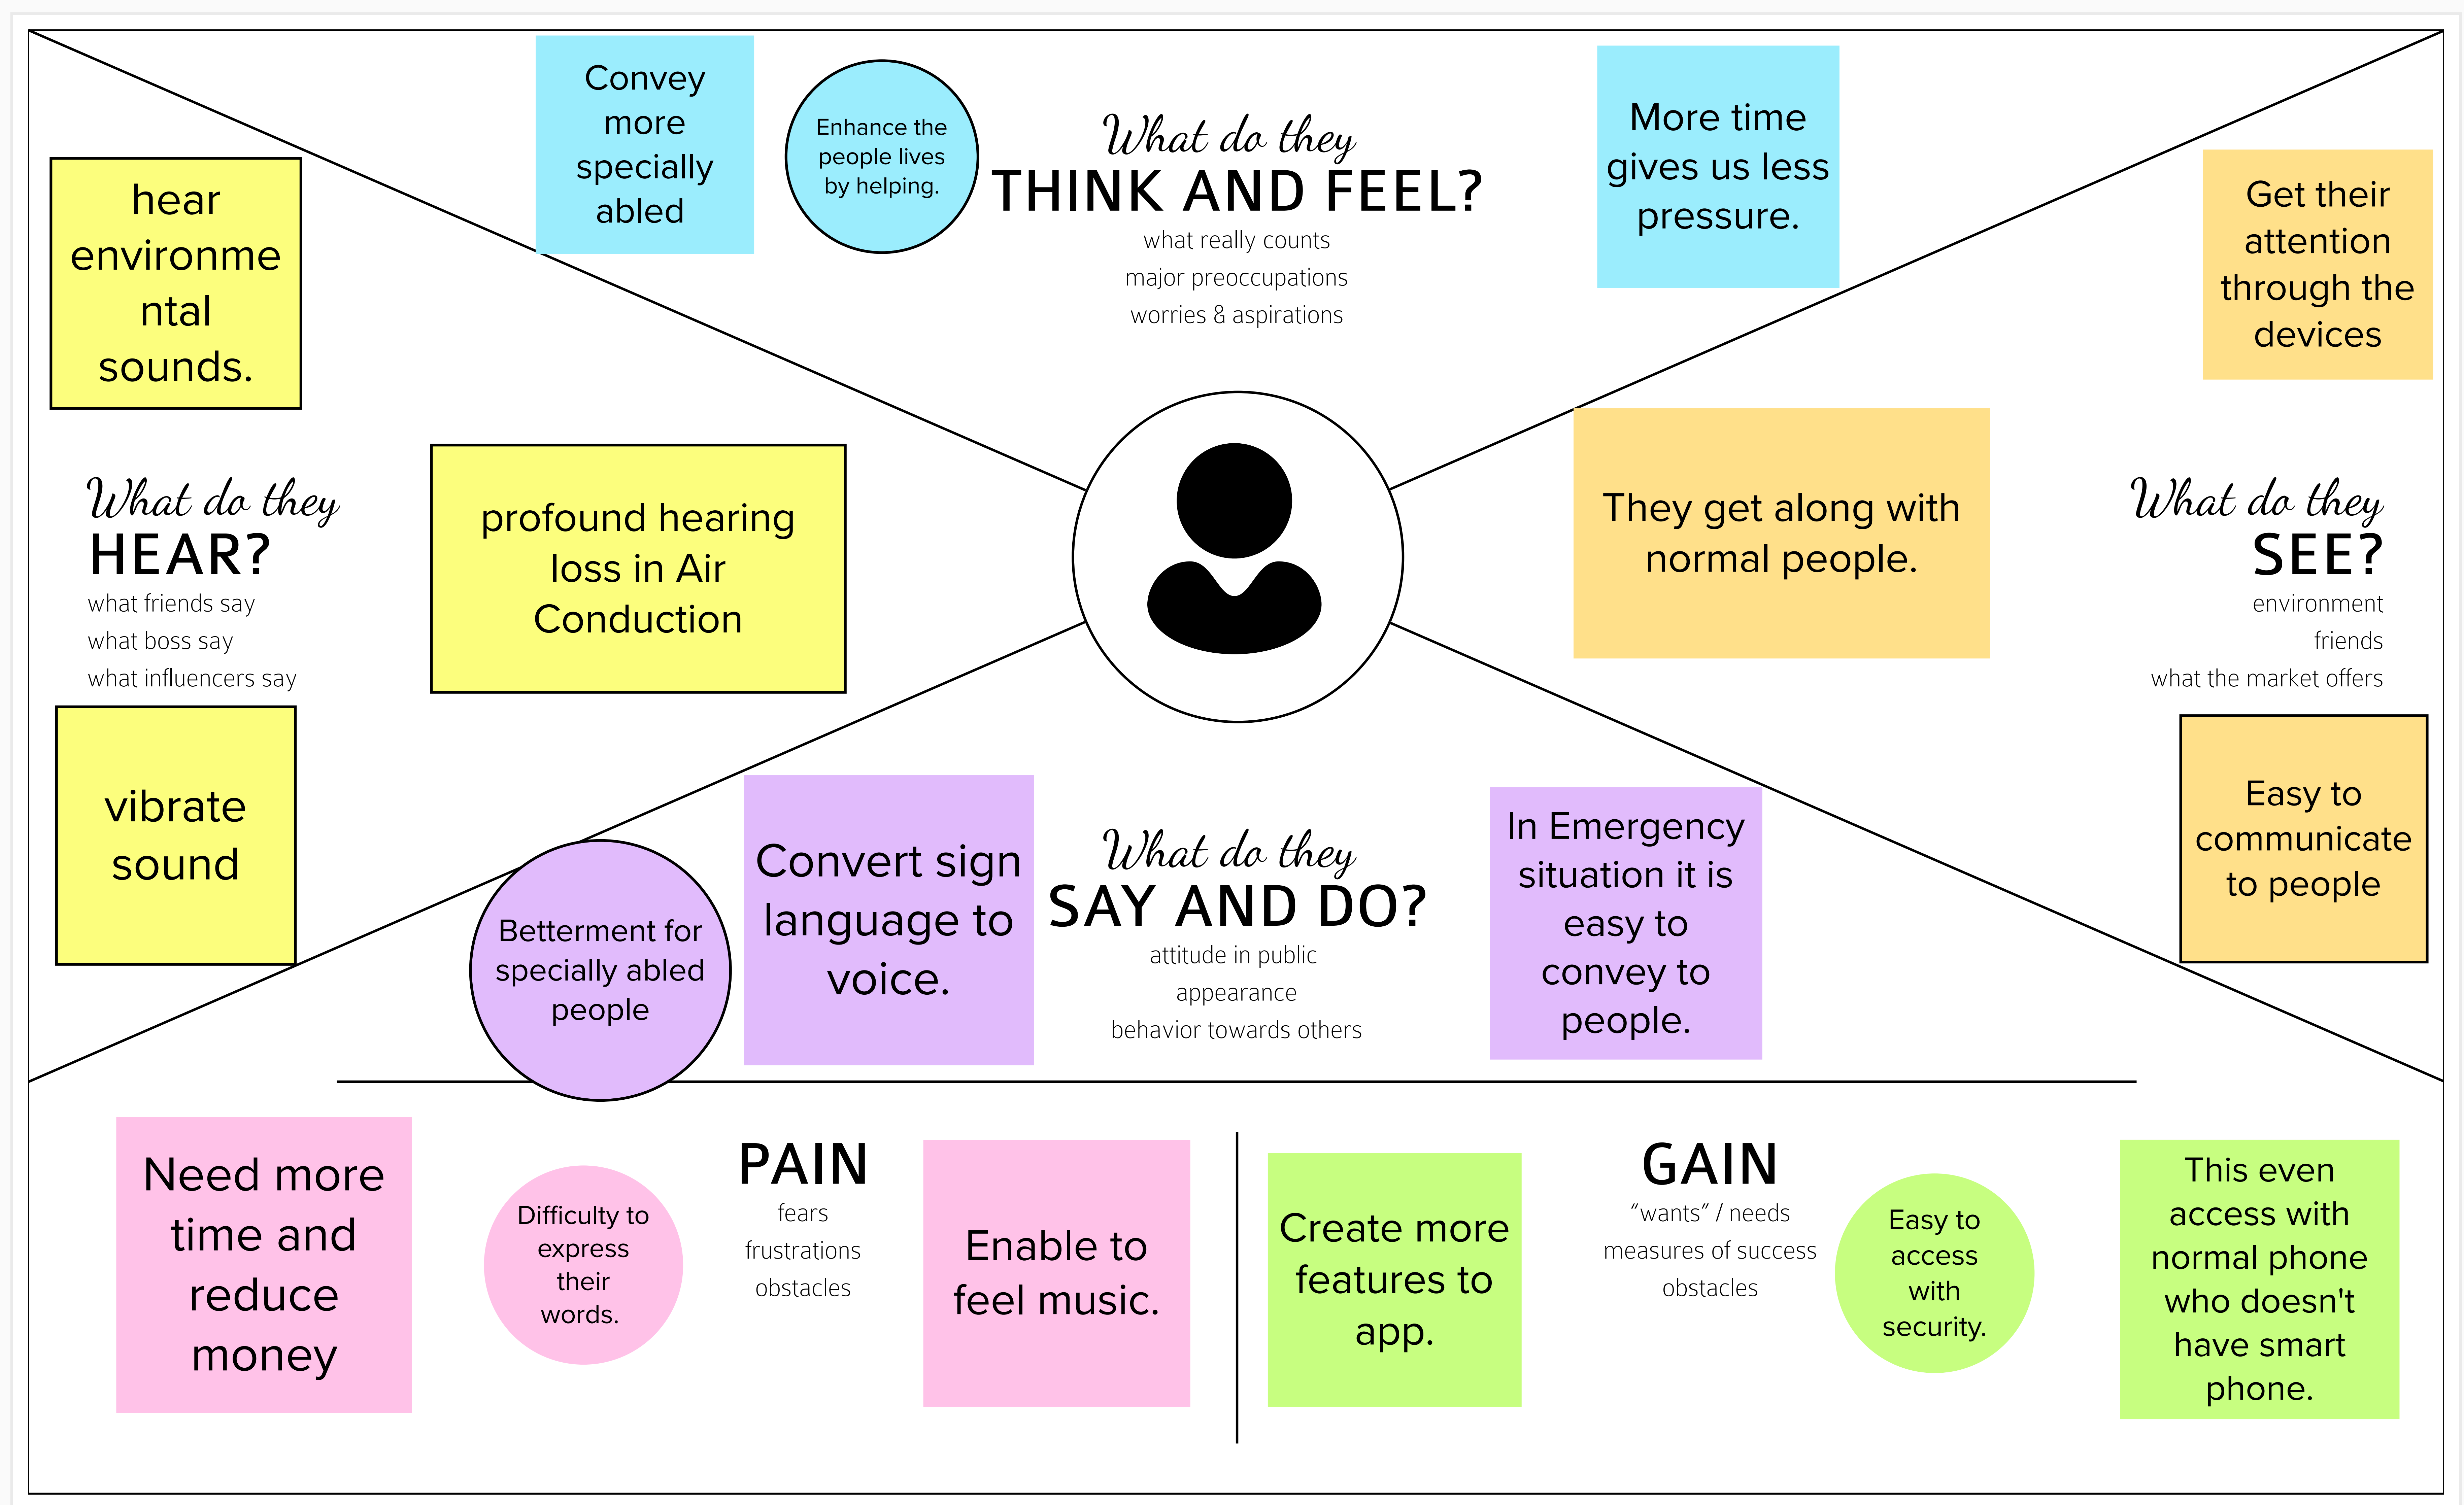 Convey
more
specially
abled
Enhance the
people lives
by helping.
What do they
THINK AND FEEL?
what really counts
major preoccupations
worries & aspirations
More time
gives us less
pressure.
hear
environme
ntal
sounds.
What do they
HEAR?
what friends say
what boss say
what influencers say
profound hearing
loss in Air
Conduction
vibrate
sound
Get their
attention
through the
devices
They get along with
normal people.
What do they
SEE?
environment
friends
what the market offers
Easy to
communicate
to people
Betterment for
specially abled
people
Convert sign
language to
voice.
What do they
SAY AND DO?
attitude in public
appearance
behavior towards others
In Emergency
situation it is
easy to
convey to
people.
Need more
time and
reduce
money
Difficulty to
express
their
words.
PAIN
fears
frustrations
obstacles
Enable to
feel music.
Create more
features to
app.
GAIN
“wants” / needs
measures of success
obstacles
Easy to
access
with
security.
This even
access with
normal phone
who doesn't
have smart
phone.